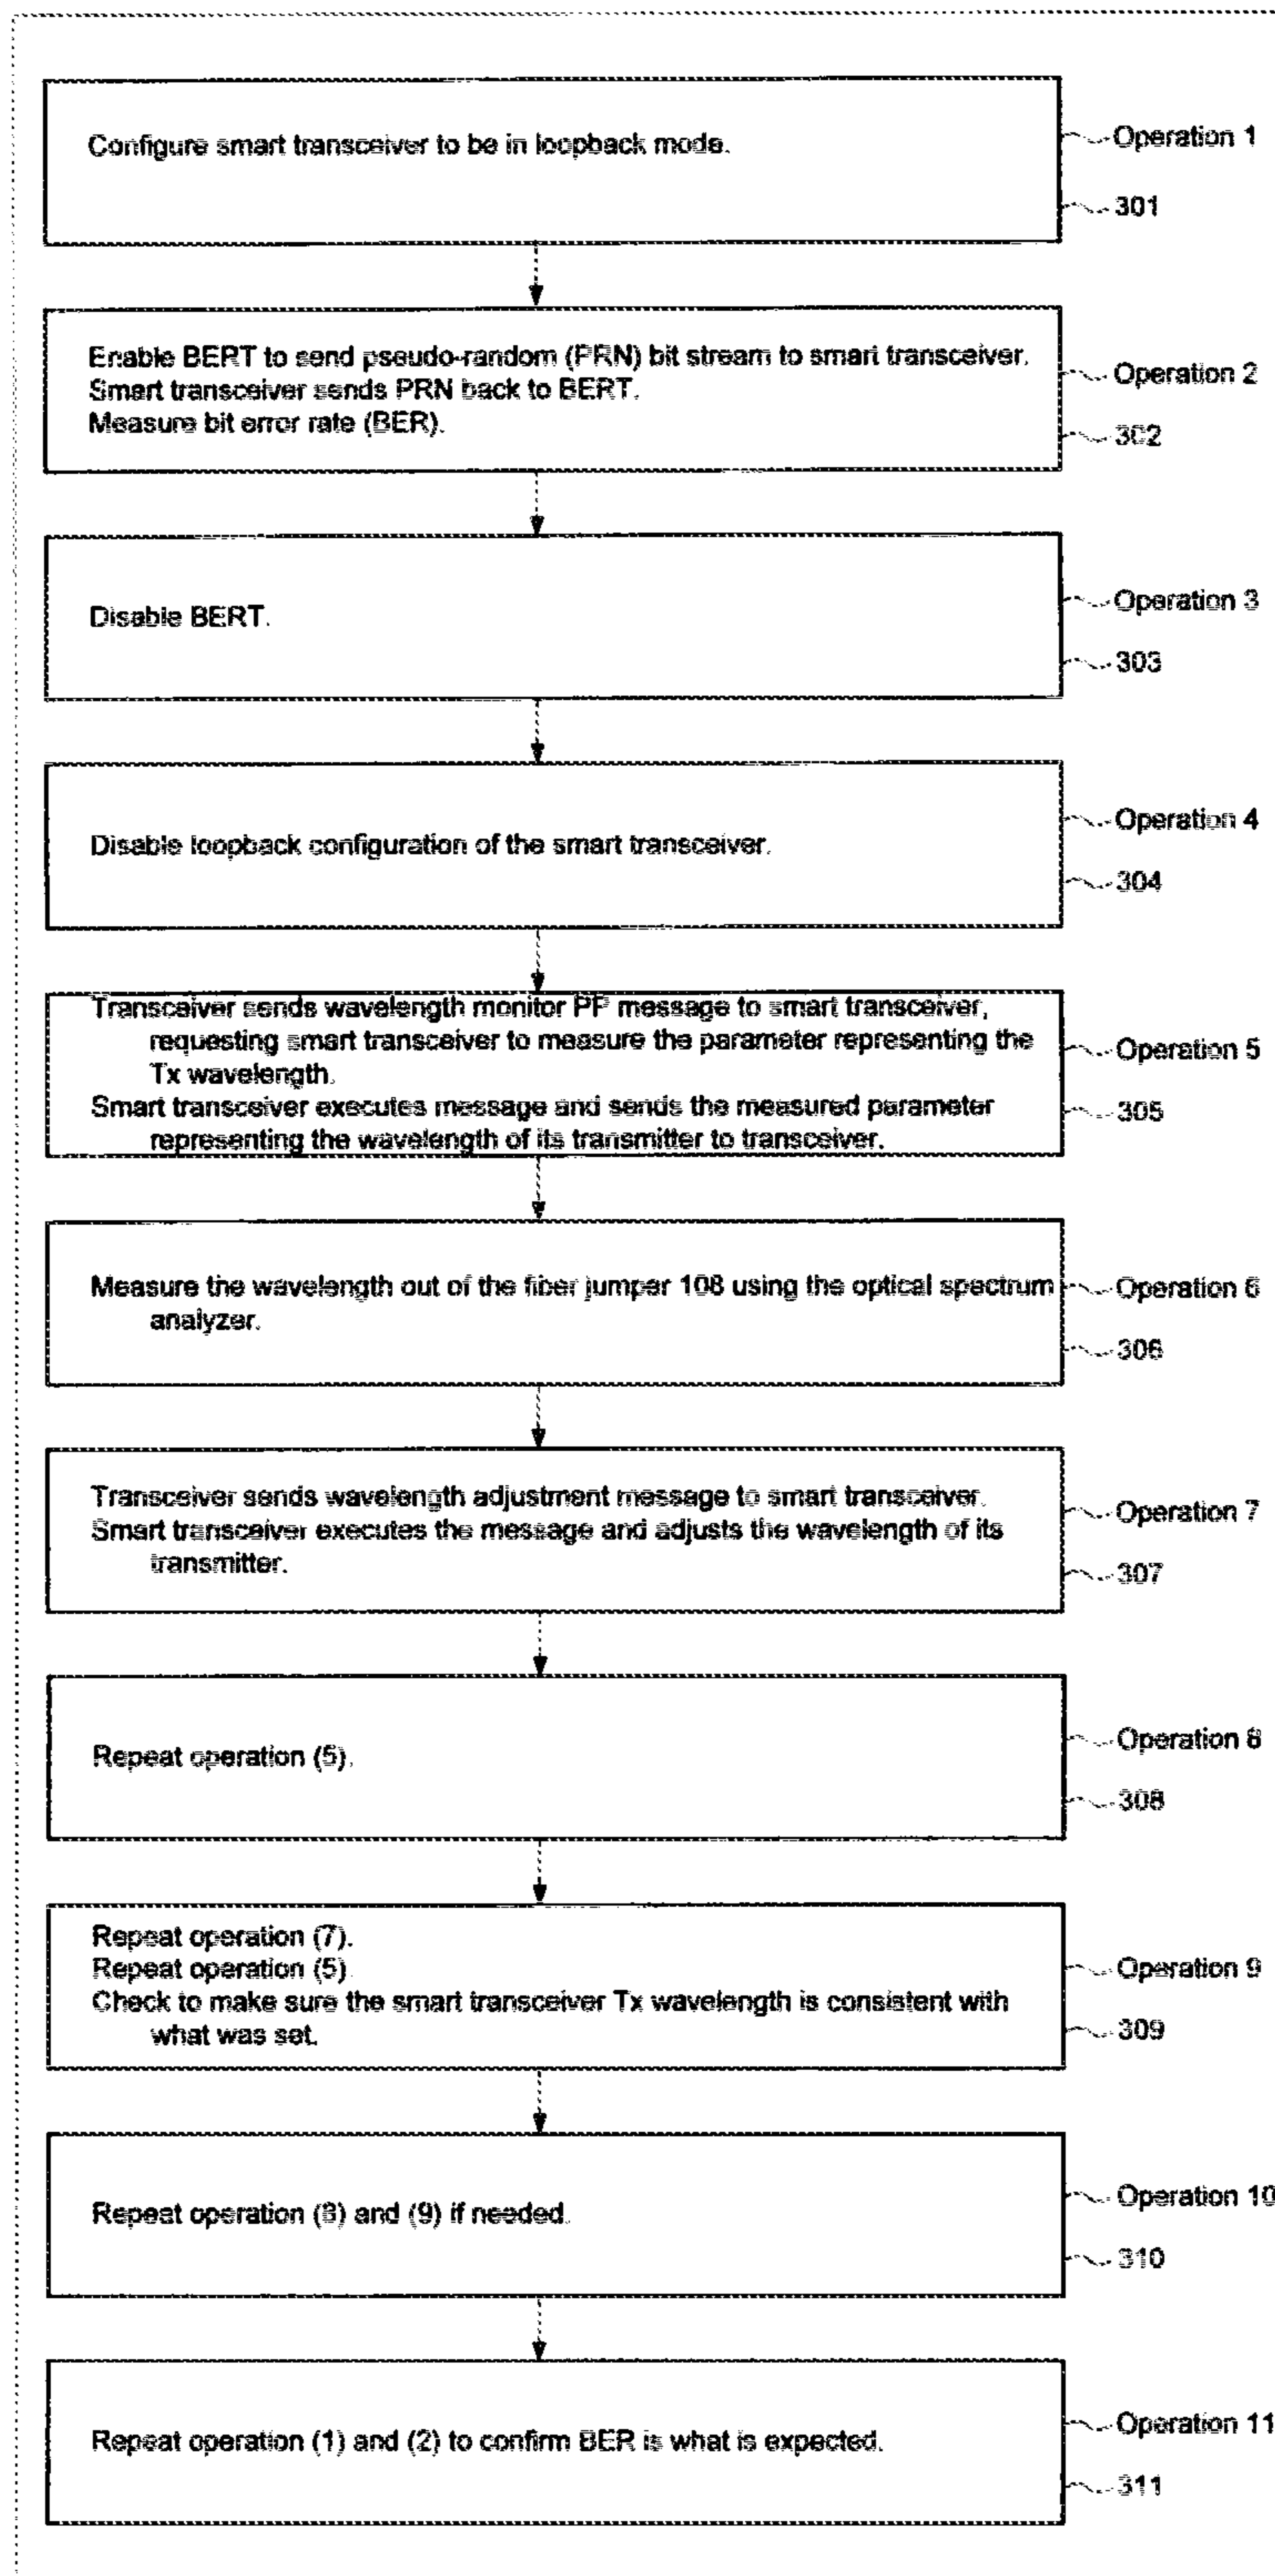 Configure smart transceiver to be in loopback mode.
Operation 1
301
Enable BERT to send pseudo-random (PRN) bit stream to smart transceiver.
Smart transceiver sends PRN back to BERT.
Measure bit error rate (BER).
Operation 2
302
Disable BERT.
Operation 3
303
Disable loopback configuration of the smart transceiver.
Operation 4
304
Transceiver sends wavelength monitor PP message to smart transceiver,
requesting smart transceiver to measure the parameter representing the
Tx wavelength.
Smart transceiver executes message and sends the measured parameter
representing the wavelength of its transmitter to transceiver.
Operation 5
305
Measure the wavelength out of the fiber jumper 108 using the optical spectrum
analyzer.
Operation 6
306
Transceiver sends wavelength adjustment message to smart transceiver.
Smart transceiver executes the message and adjusts the wavelength of its
transmitter.
Operation 7
307
Repeat operation (5).
Operation 8
308
Repeat operation (7).
Repeat operation (5)
Check to make sure the smart transceiver Tx wavelength is consistent with
what was set.
Operation 9
309
Repeat operation (8) and (9) if needed.
Operation 10
310
Repeat operation (1) and (2) to confirm BER is what is expected.
Operation 11
311